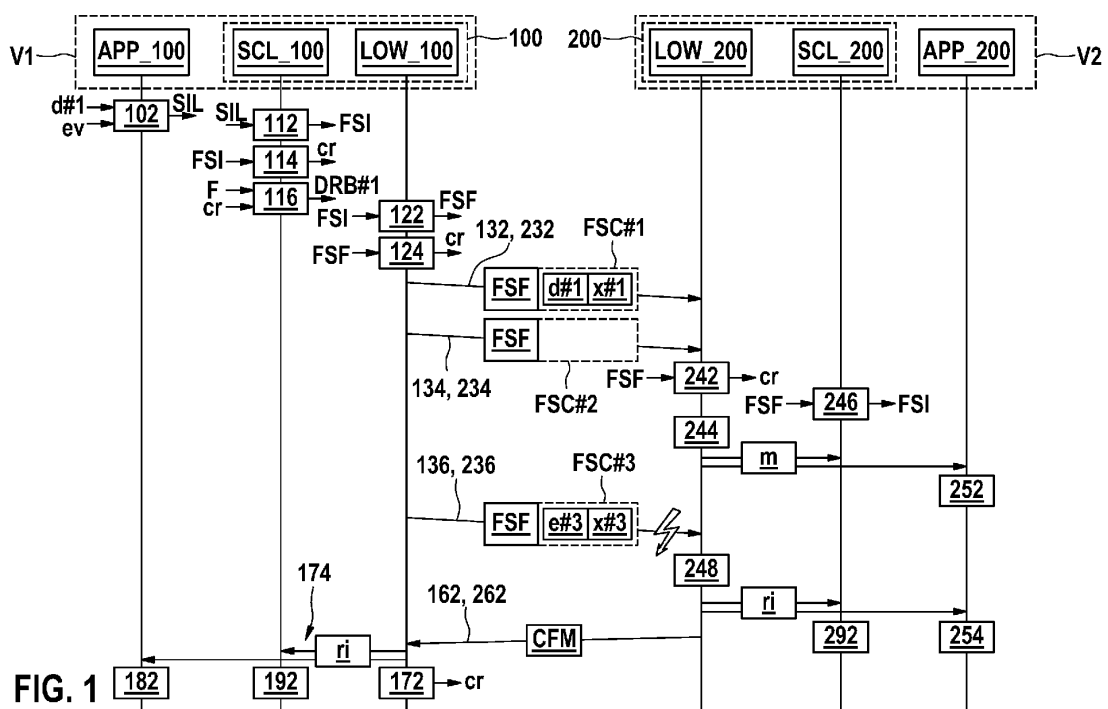 V1 APP_100 SCL_100 LOW_100 100 200 LOW_200 SCL_200 APP_200 V2
d#1 ev 102 SIL
SIL 112 FSI
FSI 114 cr
F cr 116 DRB#1
FSI 122 FSF
FSF 124 cr
132, 232 FSC#1
FSF d#1 x#1
FSF
134, 234 FSC#2
FSF 242 cr
FSF 246 FSI
244
m
252
136, 236 FSC#3
FSF e#3 x#3
248
174 162, 262 ri
CFM 292 254
ri
FIG. 1 182 192 172 cr